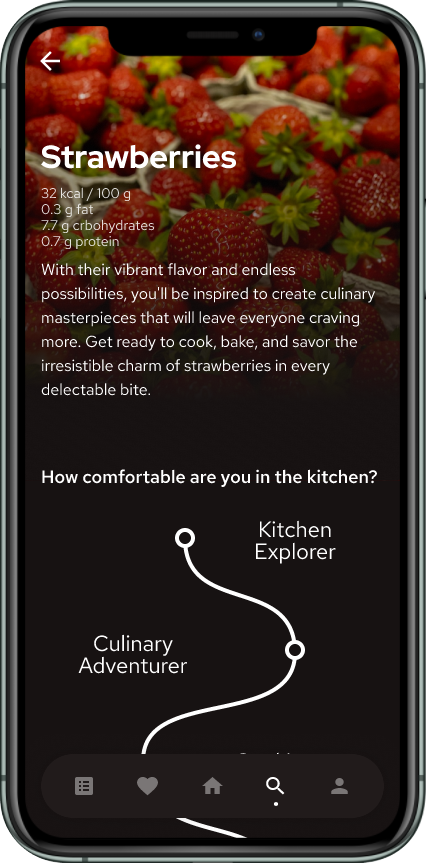 Strawberries
32 kcal / 100 g
0.3 g fat
7.7 g crbohydrates
0.7 g protein
With their vibrant flavor and endless
possibilities, you'll be inspired to create culinary
masterpieces that will leave everyone craving
more. Get ready to cook, bake, and savor the
irresistible charm of strawberries in every
delectable bite.
How comfortable are you in the kitchen?
Kitchen
Explorer
Culinary
Adventurer